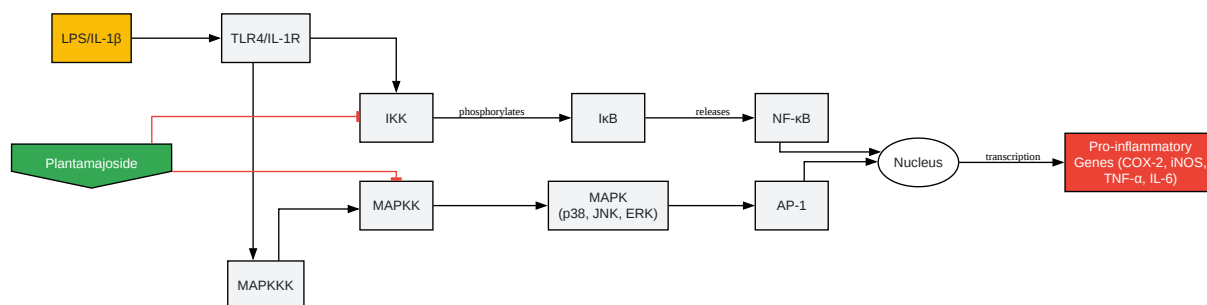 LPS/IL-1β
TLR4/IL-1R
IKK
phosphorylates
IκB
releases
NF-κB
Plantamajoside
MAPKK
MAPK
(p38, JNK, ERK)
AP-1
Nucleus
transcription
Pro-inflammatory
Genes (COX-2, iNOS,
TNF-α, IL-6)
MAPKKK